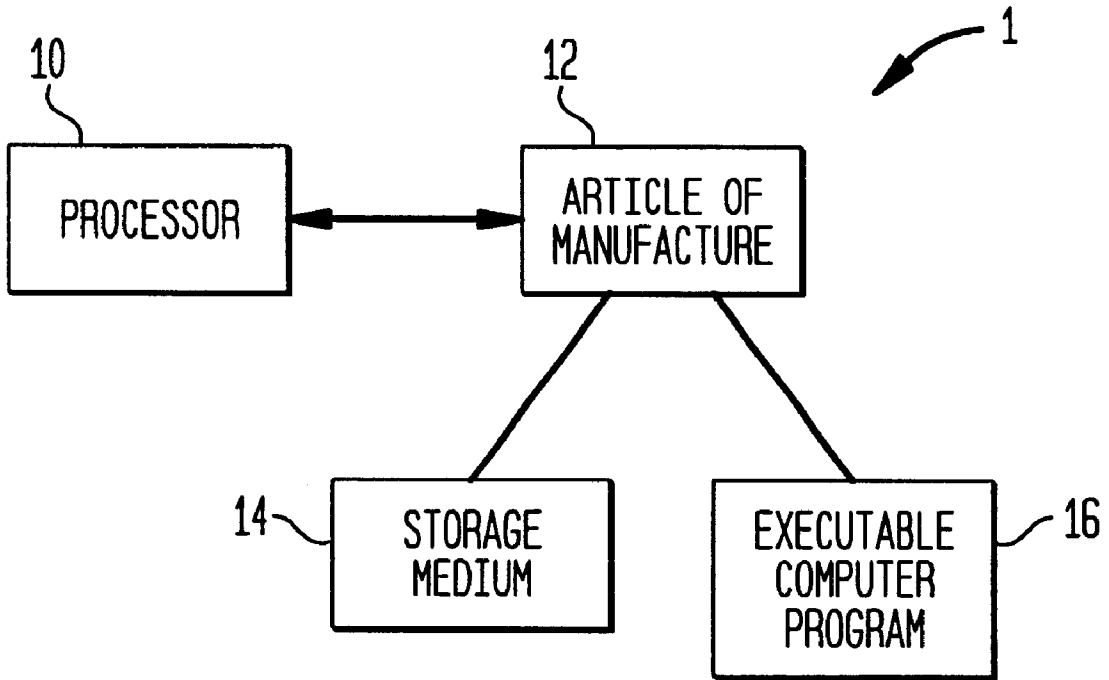 1
10
12
PROCESSOR
ARTICLE OF
MANUFACTURE
14
STORAGE
MEDIUM
EXECUTABLE
COMPUTER
PROGRAM
16